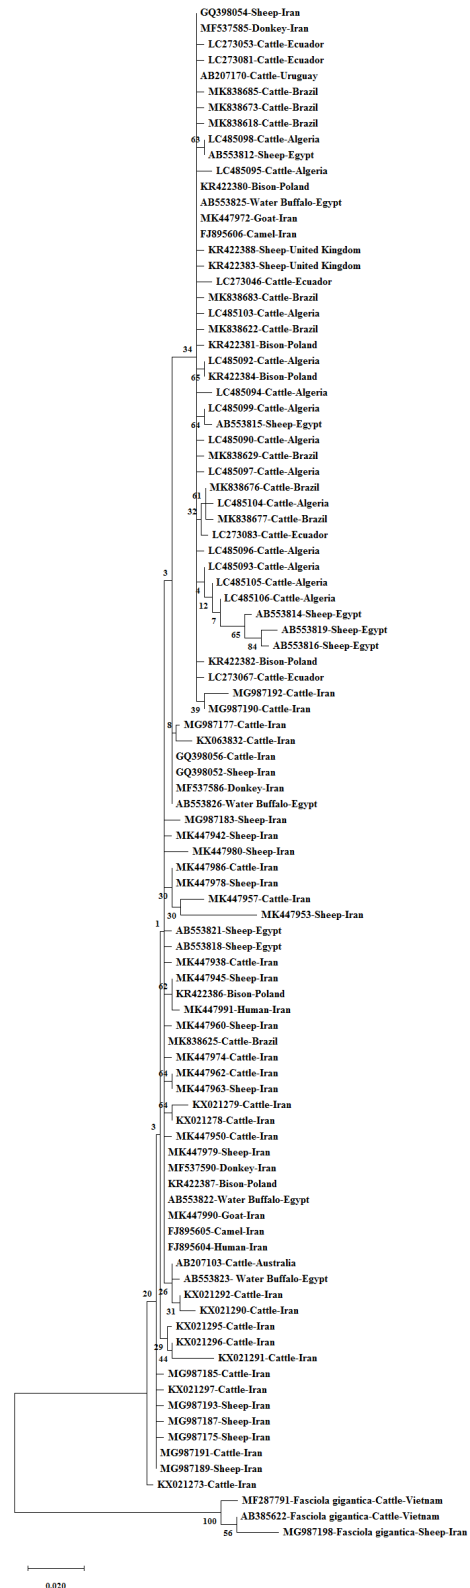 GQ398054-Sheep-Iran
MF537585-Donkey-Iran
LC273053-Cattle-Ecuador
LC273081-Cattle-Ecuador
AB207170-Cattle-Uruguay
MK838685-Cattle-Brazil
MK838673-Cattle-Brazil
MK838618-Cattle-Brazil
63
LC485098-Cattle-Algeria
AB553812-Sheep-Egypt
LC485095-Cattle-Algeria
KR422380-Bison-Poland
AB553825-Water Buffalo-Egypt
MK447972-Goat-Iran
FJ895606-Camel-Iran
KR422388-Sheep-United Kingdom
KR422383-Sheep-United Kingdom
LC273046-Cattle-Ecuador
MK838683-Cattle-Brazil
LC485103-Cattle-Algeria
MK838622-Cattle-Brazil
KR422381-Bison-Poland
34
LC485092-Cattle-Algeria
65
KR422384-Bison-Poland
LC485094-Cattle-Algeria
LC485099-Cattle-Algeria
64
AB553815-Sheep-Egypt
LC485090-Cattle-Algeria
MK838629-Cattle-Brazil
LC485097-Cattle-Algeria
MK838676-Cattle-Brazil
61
LC485104-Cattle-Algeria
32
MK838677-Cattle-Brazil
LC273083-Cattle-Ecuador
LC485096-Cattle-Algeria
LC485093-Cattle-Algeria
3
LC485105-Cattle-Algeria
4
LC485106-Cattle-Algeria
12
AB553814-Sheep-Egypt
7
AB553819-Sheep-Egypt
65
AB553816-Sheep-Egypt
84
KR422382-Bison-Poland
LC273067-Cattle-Ecuador
MG987192-Cattle-Iran
39
MG987190-Cattle-Iran
8
MG987177-Cattle-Iran
KX063832-Cattle-Iran
GQ398056-Cattle-Iran
GQ398052-Sheep-Iran
MF537586-Donkey-Iran
AB553826-Water Buffalo-Egypt
MG987183-Sheep-Iran
MK447942-Sheep-Iran
MK447980-Sheep-Iran
MK447986-Cattle-Iran
MK447978-Sheep-Iran
30
MK447957-Cattle-Iran
30
MK447953-Sheep-Iran
1
AB553821-Sheep-Egypt
AB553818-Sheep-Egypt
MK447938-Cattle-Iran
MK447945-Sheep-Iran
62
KR422386-Bison-Poland
MK447991-Human-Iran
MK447960-Sheep-Iran
MK838625-Cattle-Brazil
MK447974-Cattle-Iran
64
MK447962-Cattle-Iran
MK447963-Sheep-Iran
64
KX021279-Cattle-Iran
KX021278-Cattle-Iran
3
MK447950-Cattle-Iran
MK447979-Sheep-Iran
MF537590-Donkey-Iran
KR422387-Bison-Poland
AB553822-Water Buffalo-Egypt
MK447990-Goat-Iran
FJ895605-Camel-Iran
FJ895604-Human-Iran
AB207103-Cattle-Australia
AB553823- Water Buffalo-Egypt
20
26
KX021292-Cattle-Iran
31
KX021290-Cattle-Iran
KX021295-Cattle-Iran
29
KX021296-Cattle-Iran
44
KX021291-Cattle-Iran
MG987185-Cattle-Iran
KX021297-Cattle-Iran
MG987193-Sheep-Iran
MG987187-Sheep-Iran
MG987175-Sheep-Iran
MG987191-Cattle-Iran
MG987189-Sheep-Iran
KX021273-Cattle-Iran
MF287791-Fasciola gigantica-Cattle-Vietnam
100
AB385622-Fasciola gigantica-Cattle-Vietnam
56
MG987198-Fasciola gigantica-Sheep-Iran
0.020